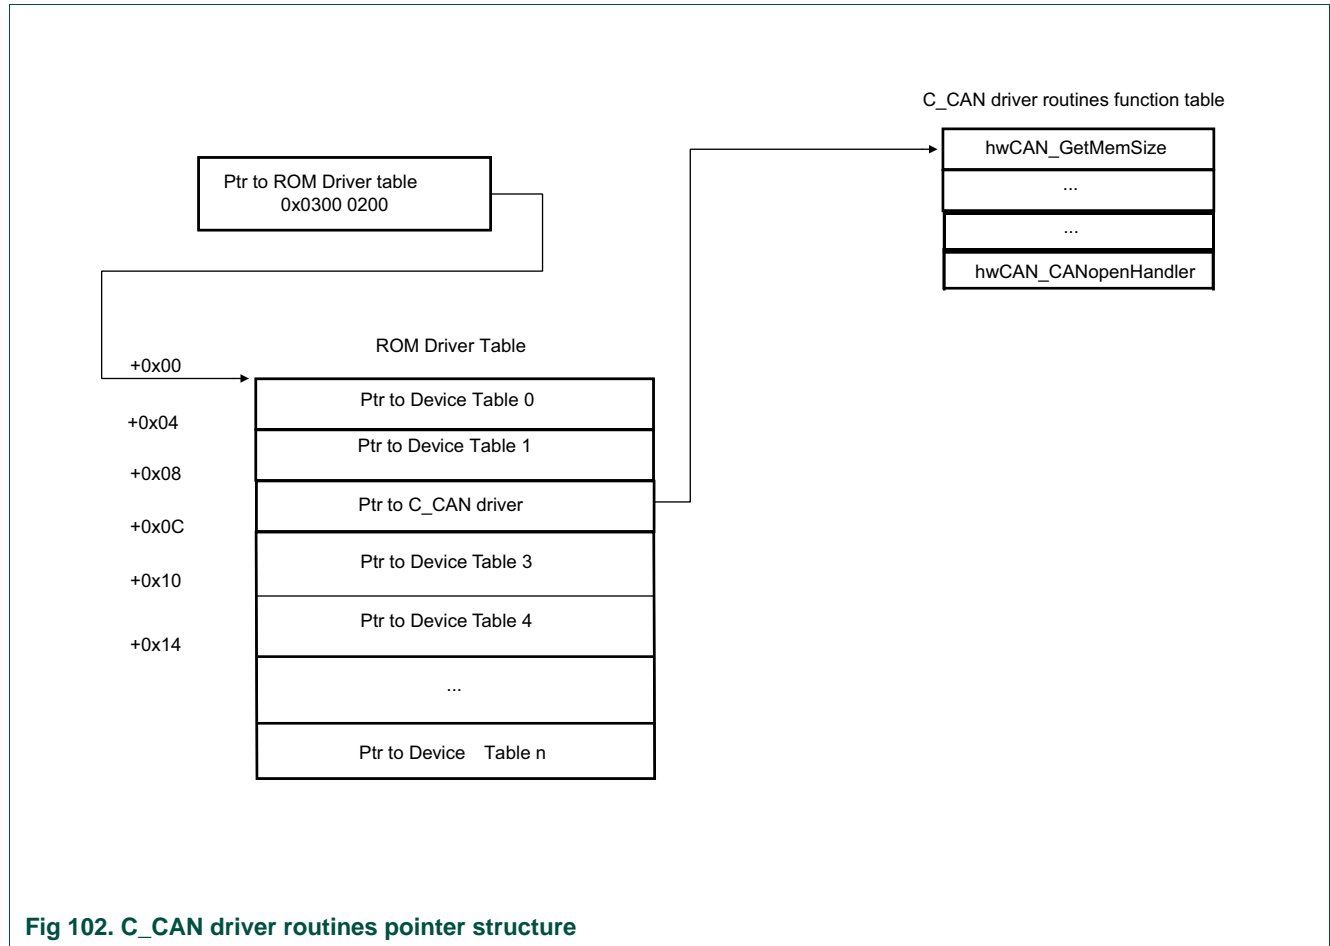 C_CAN driver routines function table
hwCAN_GetMemSize
...
...
hwCAN_CANopenHandler
Ptr to ROM Driver table
0x0300 0200
ROM Driver Table
+0x00
Ptr to Device Table 0
+0x04
Ptr to Device Table 1
+0x08
Ptr to C_CAN driver
+0x0C
Ptr to Device Table 3
+0x10
Ptr to Device Table 4
+0x14
...
Ptr to Device Table n
Fig 102. C_CAN driver routines pointer structure